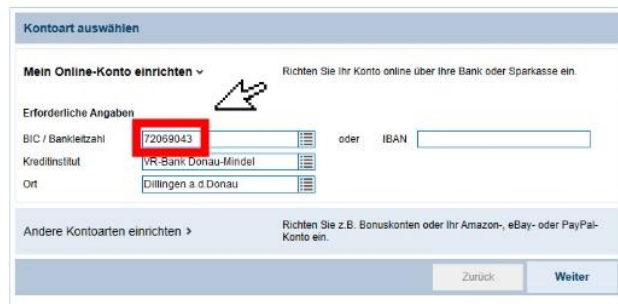 Kontoart auswählen
Mein Online-Konto einrichten Richten Sie Ihr Konto online über Ihre Bank oder Sparkasse ein.
Erforderliche Angaben
BIC / Bankleitzahl 72069043 oder IBAN
Kreditinstitut VR-Bank Donau-Mindel
Ort Dillingen a.d.Donau
Andere Kontoarten einrichten > Richten Sie z.B. Bonuskonten oder Ihr Amazon-, eBay- oder PayPal-
Konto ein.
Zurück Weiter